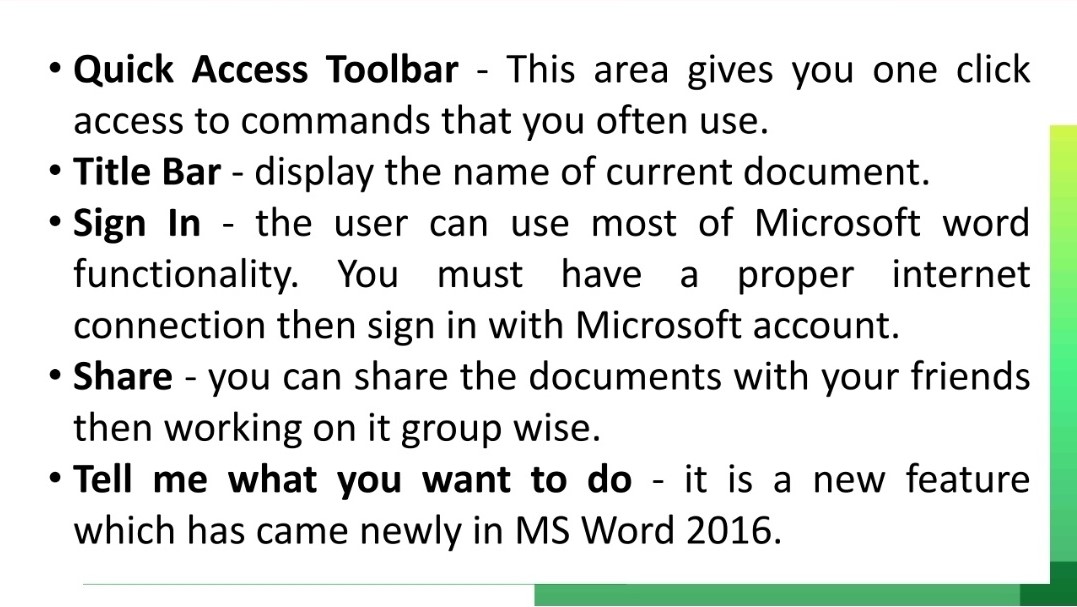 • Quick Access Toolbar - This area gives you one click
access to commands that you often use.
• Title Bar - display the name of current document.
• Sign In - the user can use most of Microsoft word
functionality. You must have a proper internet
connection then sign in with Microsoft account.
• Share - you can share the documents with your friends
then working on it group wise.
• Tell me what you want to do - it is a new feature
which has came newly in MS Word 2016.